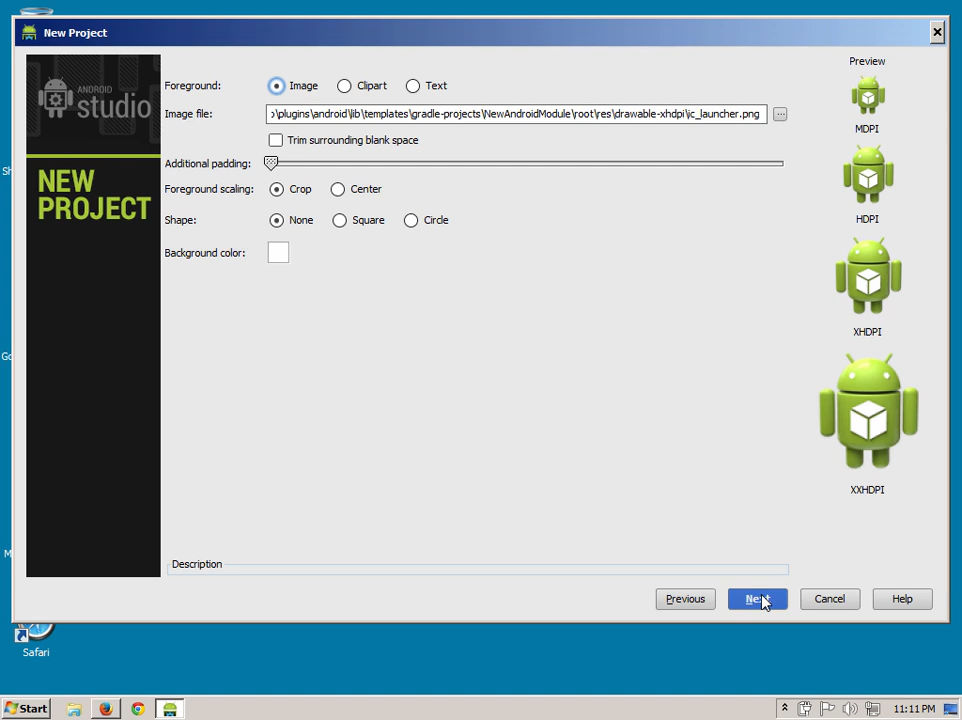 New Project
ANDROID
studio
NEW
PROJECT
Foreground: Image Clipart Text
Image file: \plugins\android\lib\templates\gradle-projects\NewAndroidModule\root\res\drawable-xhdpi\ic_launcher.png ...
Trim surrounding blank space
Additional padding:
Foreground scaling: Crop Center
Shape: None Square Circle
Background color:
Preview
MDPI
HDPI
XHDPI
XXHDPI
Description
Previous Next Cancel Help
Safari
Start 11:11 PM